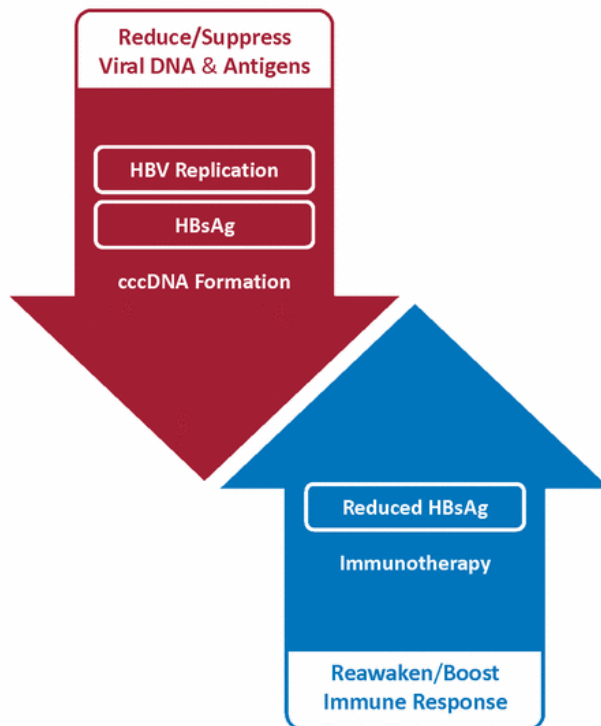 Reduce/Suppress
Viral DNA & Antigens
HBV Replication
HBsAg
cccDNA Formation
Reduced HBsAg
Immunotherapy
Reawaken/Boost
Immune Response